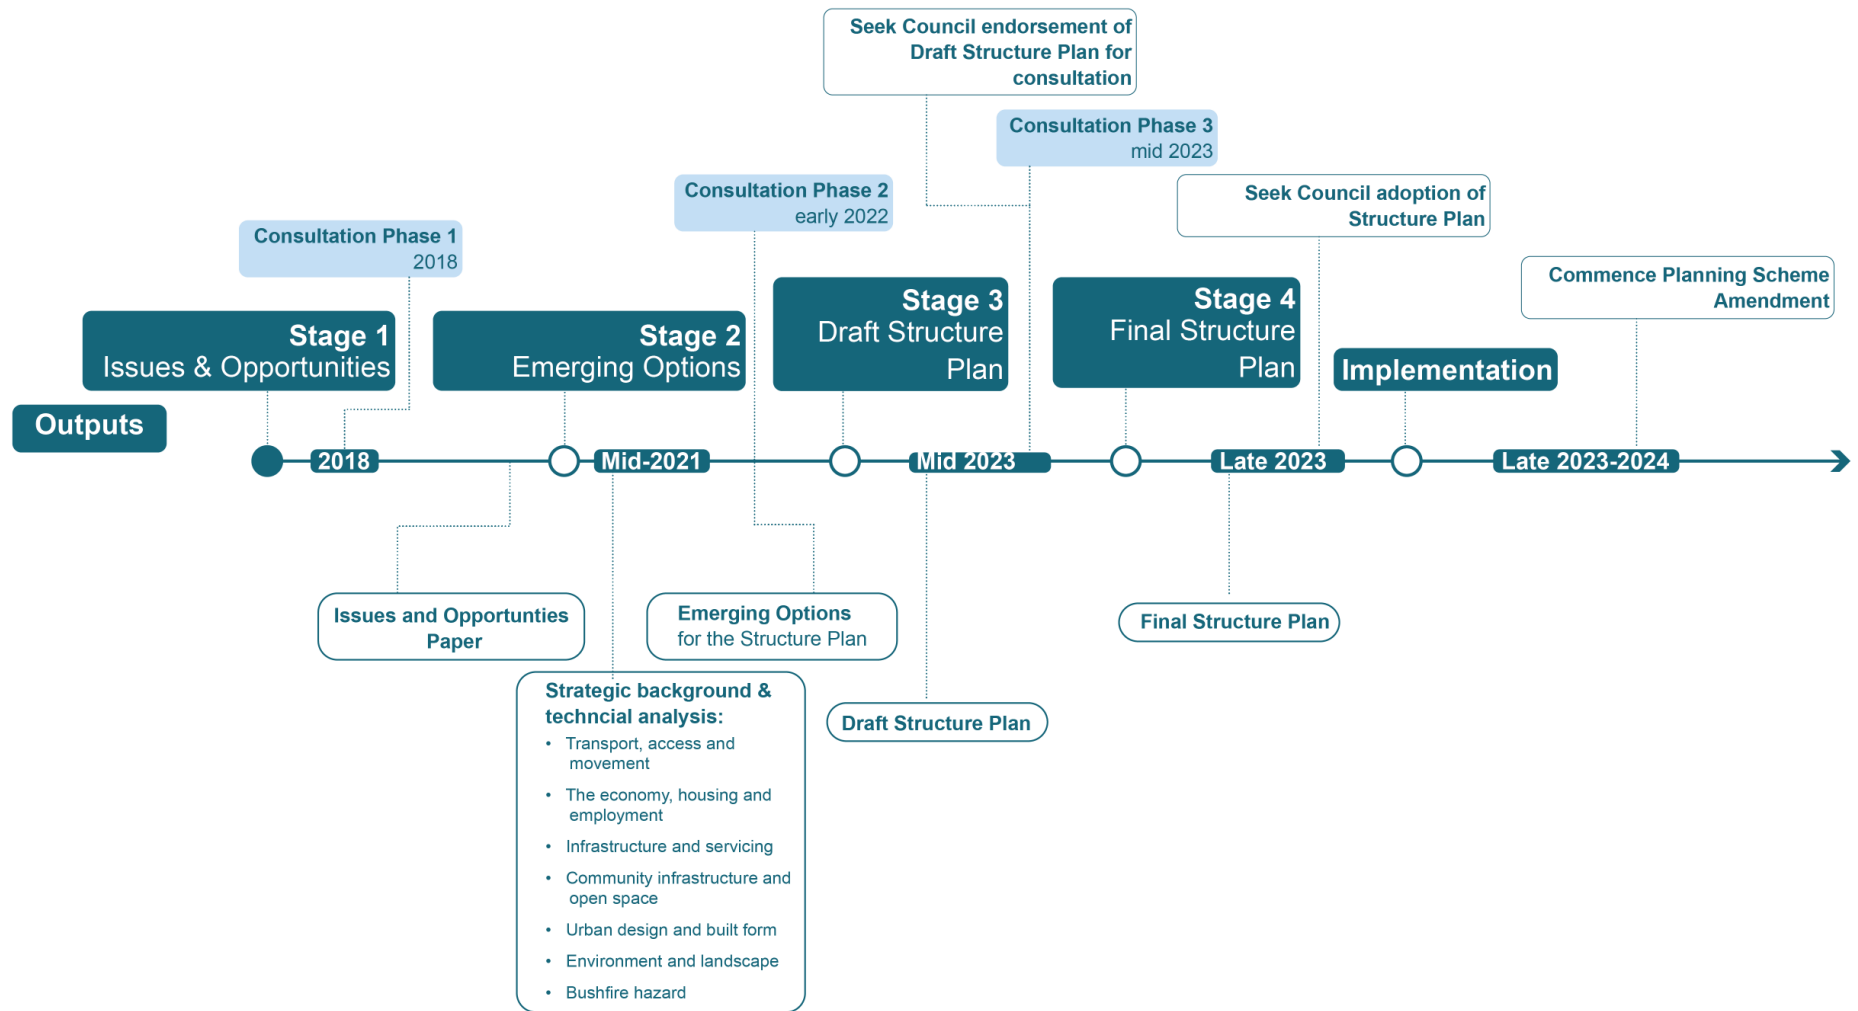 Seek Council endorsement of
Draft Structure Plan for
consultation
Consultation Phase 3
mid 2023
Consultation Phase 2
early 2022
Seek Council adoption of
Structure Plan
Consultation Phase 1
2018
Commence Planning Scheme
Amendment
Stage 1
Issues & Opportunities
Stage 2
Emerging Options
Stage 3
Draft Structure
Plan
Stage 4
Final Structure
Plan
Implementation
Outputs
2018
Mid-2021
Mid 2023
Late 2023
Late 2023-2024
Issues and Opportunties
Paper
Emerging Options
for the Structure Plan
Final Structure Plan
Strategic background &
techncial analysis:
• Transport, access and
movement
• The economy, housing and
employment
• Infrastructure and servicing
• Community infrastructure and
open space
• Urban design and built form
• Environment and landscape
• Bushfire hazard
Draft Structure Plan